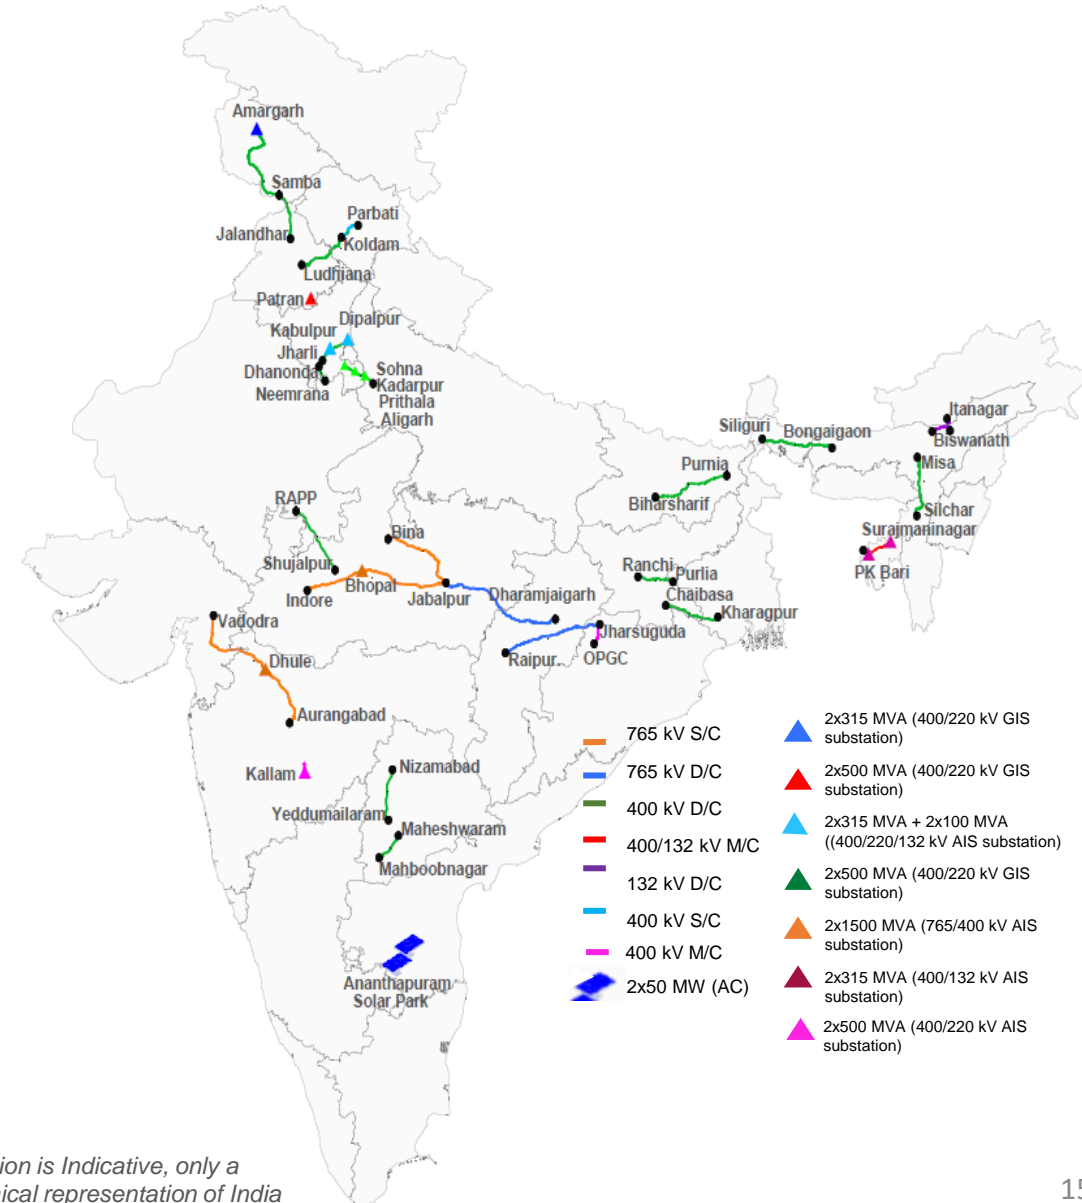 Amargarh
Samba
Parbati
Jalandhar
Koldam
Ludhiana
Patran
Dipalpur
Kabulpur
Jharli
Dhanonda
Neemrana
Sohna
Kadarpur
Prithala
Aligarh
Itanagar
Siliguri
Bongaigaon
Biswanath
Misa
Purnia
Biharsharif
Silchar
Surajmaninagar
PK Bari
RAPP
Bina
Shujalpur
Ranchi
Purlia
Bhopal
Indore
Jabalpur
Dharamjaigarh
Chaibasa
Kharagpur
Vadodra
Jharsuguda
OPGC
Raipur..
Dhule
Aurangabad
Kallam
Nizamabad
Yeddumailaram
Maheshwaram
Mahboobnagar
Ananthapuram
Solar Park
765 kV S/C
765 kV D/C
400 kV D/C
400/132 kV M/C
132 kV D/C
400 kV S/C
400 kV M/C
2x50 MW (AC)
2x315 MVA (400/220 kV GIS
substation)
2x500 MVA (400/220 kV GIS
substation)
2x315 MVA + 2x100 MVA
((400/220/132 kV AIS substation)
2x500 MVA (400/220 kV GIS
substation)
2x1500 MVA (765/400 kV AIS
substation)
2x315 MVA (400/132 kV AIS
substation)
2x500 MVA (400/220 kV AIS
substation)
is Indicative, only a
representation of India
15